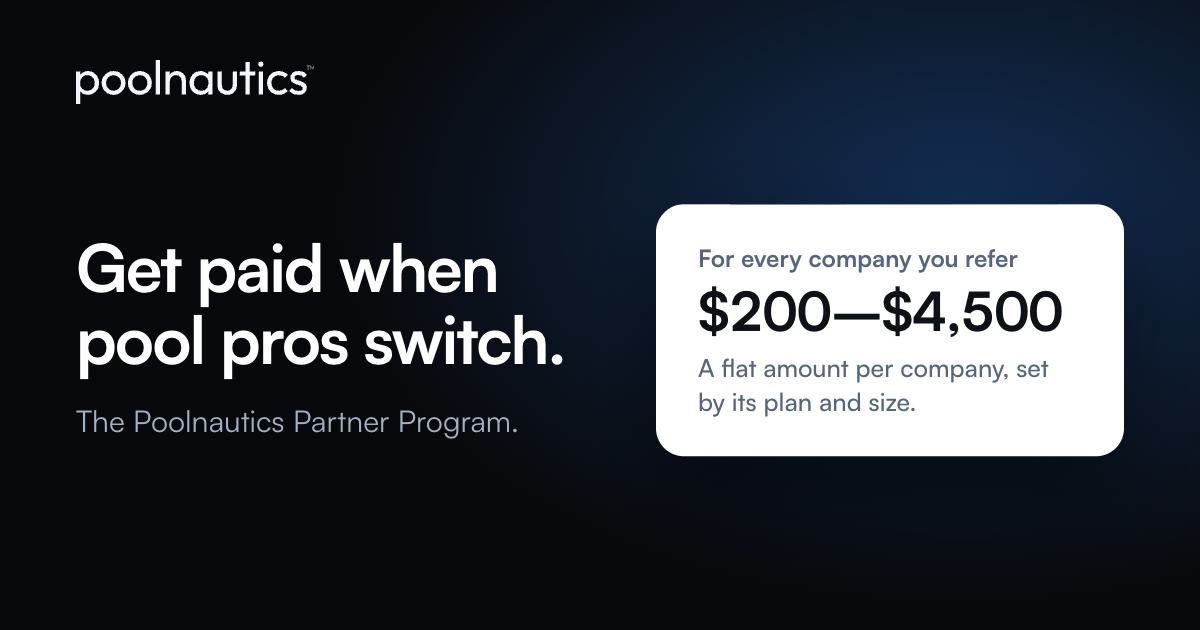 poolnautics™
Get paid when
pool pros switch.
The Poolnautics Partner Program.
For every company you refer
$200—$4,500
A flat amount per company, set
by its plan and size.